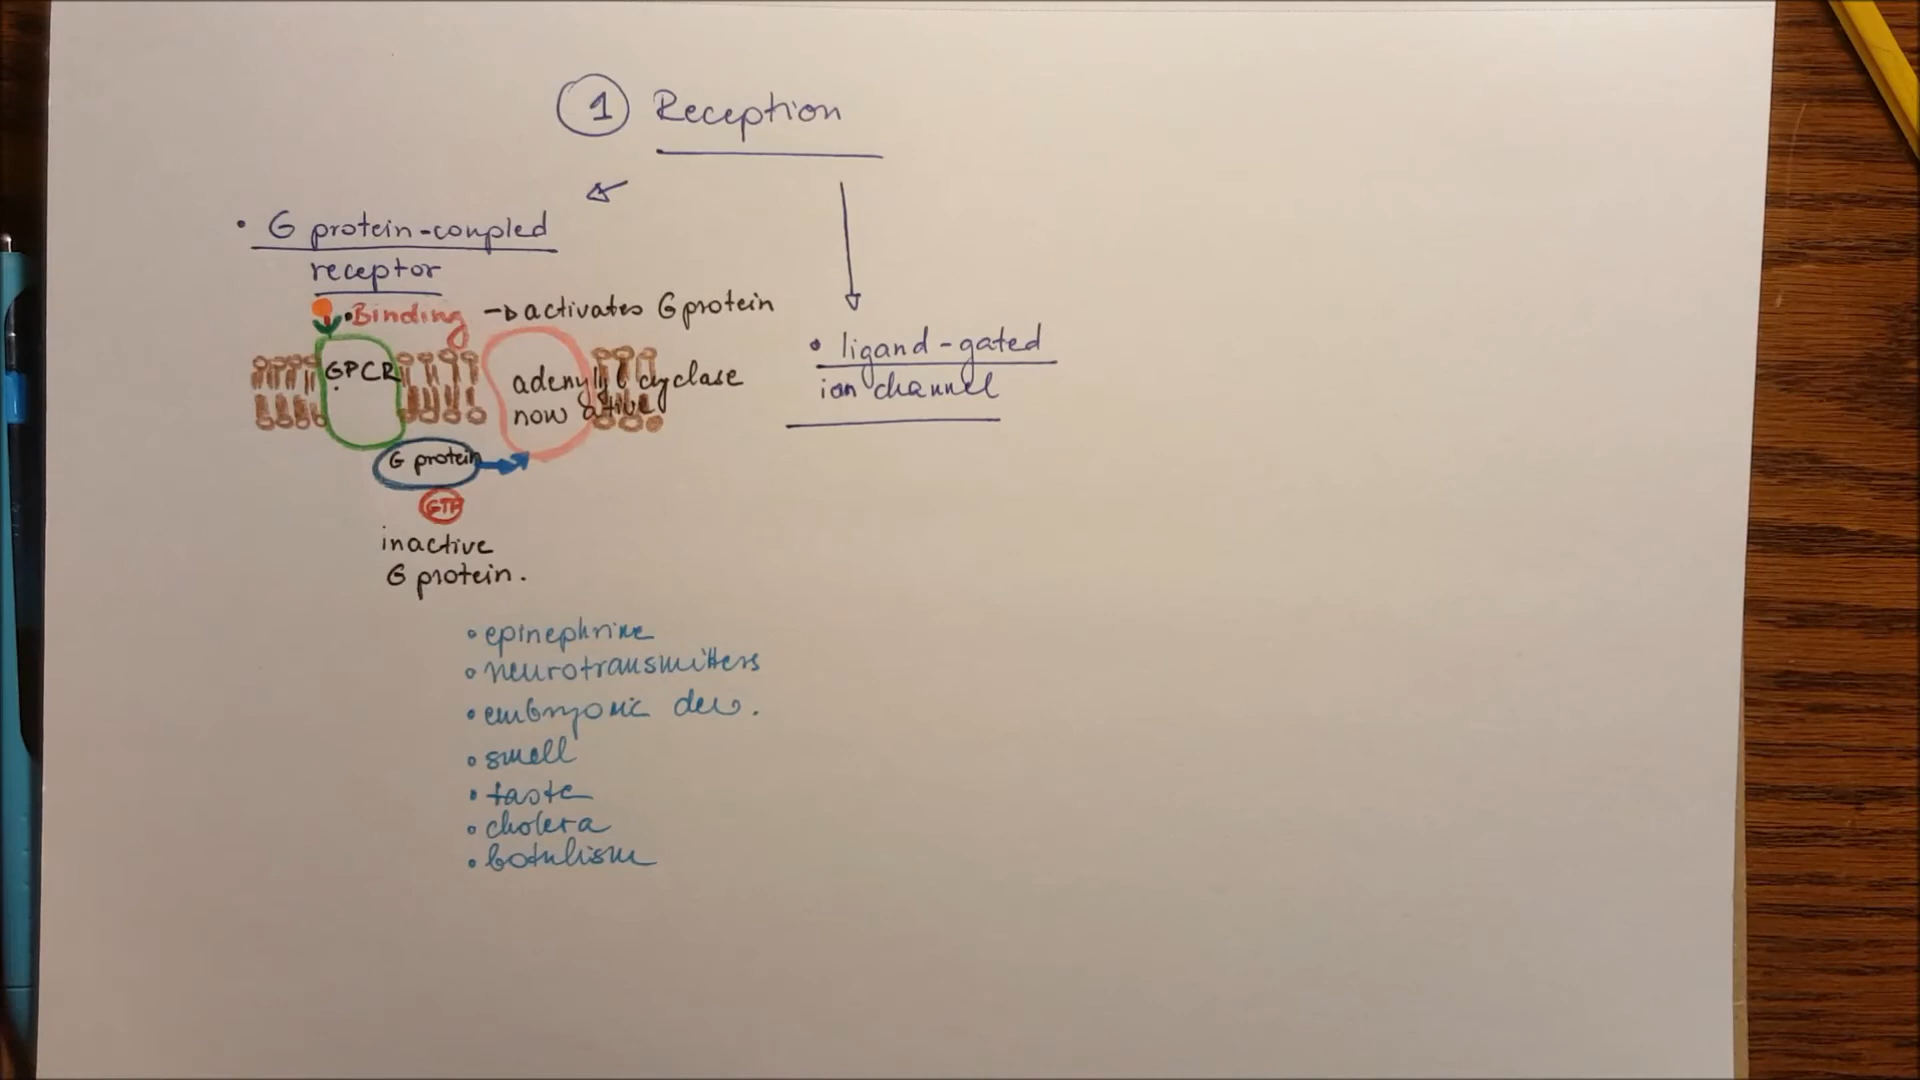 1 Reception
• G protein-coupled
receptor
• Binding → activates G protein
GPCR
adenylyl cyclase
now ative
G protein
GTP
inactive
G protein.
• epinephrine
• neurotransmitters
• embryonic dev.
• smell
• taste
• cholera
• botulism
• ligand-gated
ion channel